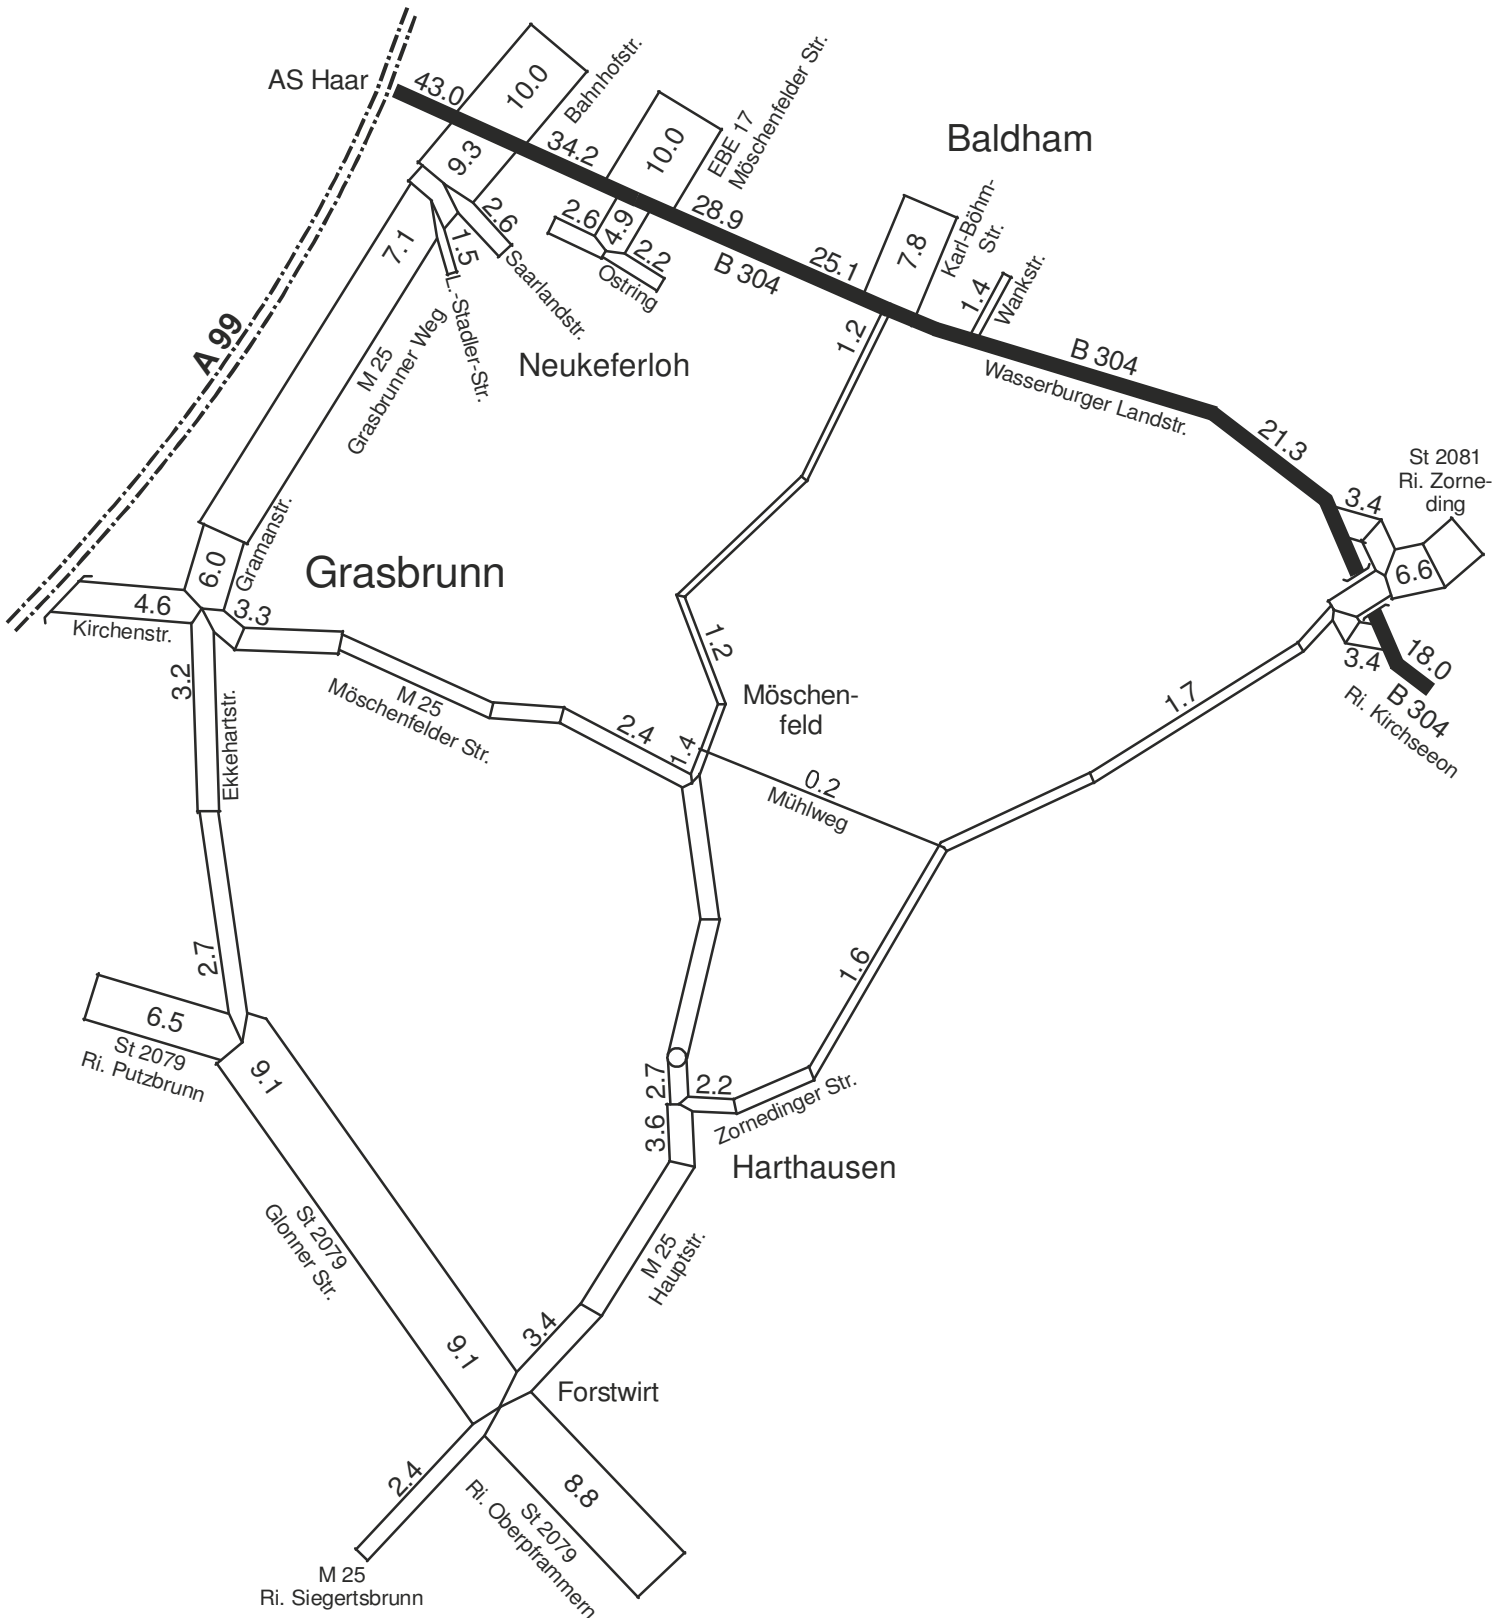 AS Haar
43.0
10.0
Bahnhofstr.
34.2
10.0
EBE 17
Möschenfelder Str.
Baldham
9.3
2.6
1.5
Saarlandstr.
L.-Stadler-Str.
2.6
4.9
2.2
Ostring
28.9
B 304
25.1
7.8
Karl-Böhm-
Str.
1.4
Wankstr.
7.1
A 99
M 25
Grasbrunner Weg
Neukeferloh
1.2
B 304
Wasserburger Landstr.
21.3
St 2081
Ri. Zorne-
ding
3.4
6.6
Gramanstr.
6.0
Grasbrunn
4.6
Kirchenstr.
3.3
3.2
Ekkehartstr.
M 25
Möschenfelder Str.
2.4
1.2
1.4
Möschen-
feld
0.2
Mühlweg
1.7
3.4
18.0
B 304
Ri. Kirchseeon
2.7
6.5
St 2079
Ri. Putzbrunn
9.1
1.6
2.7
2.2
Zornedinger Str.
3.6
Harthausen
St 2079
Glonner Str.
M 25
Hauptstr.
9.1
3.4
Forstwirt
2.4
8.8
St 2079
Ri. Oberpframmern
M 25
Ri. Siegertsbrunn